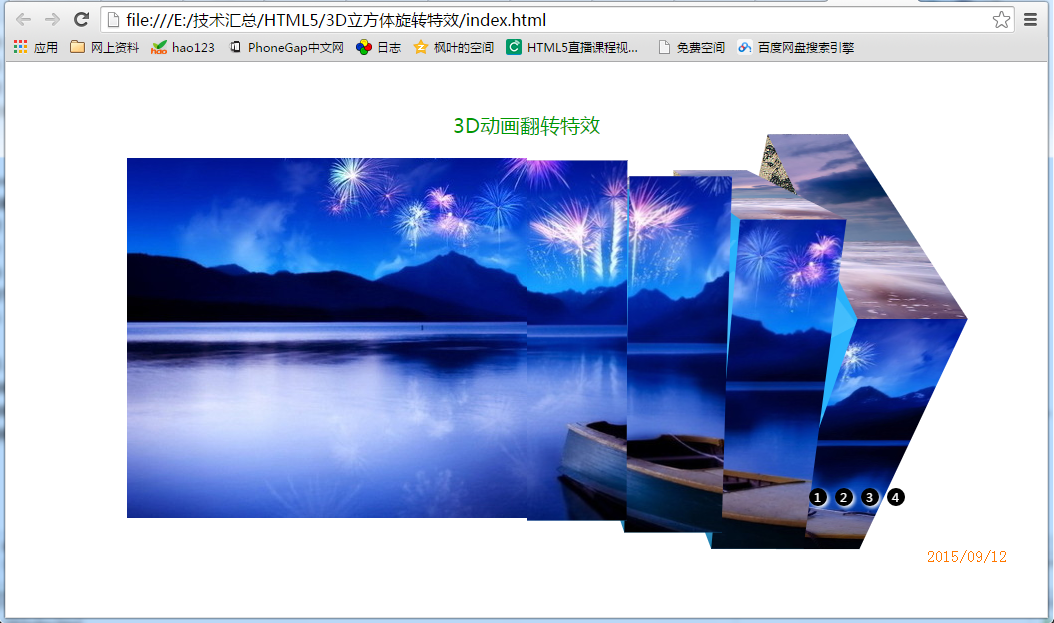 file:///E:/技术汇总/HTML5/3D立方体旋转特效/index.html
应用 网上资料 hao123 PhoneGap中文网 日志 枫叶的空间 HTML5直播课程视... 免费空间 百度网盘搜索引擎
3D动画翻转特效
1 2 3 4
2015/09/12